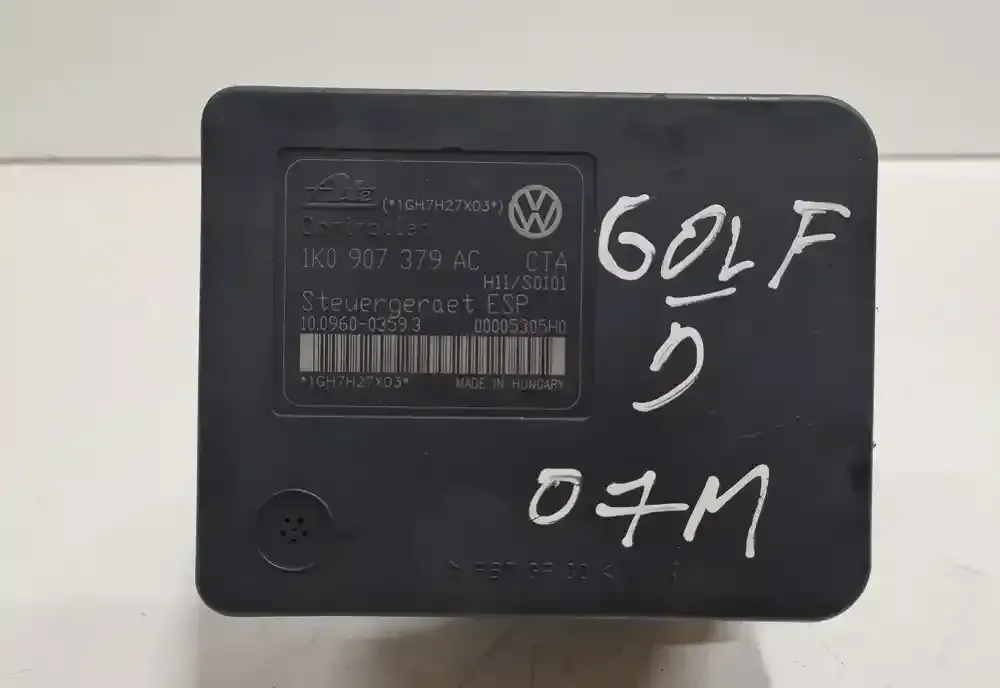 Ate (*1GH7H27X03*)
Controller
1K0 907 379 AC CTA
H11/S0101
Steuergeraet ESP
10.0960-0359.3 00005305H0
*1GH7H27X03* MADE IN HUNGARY
GOLF
D
07M